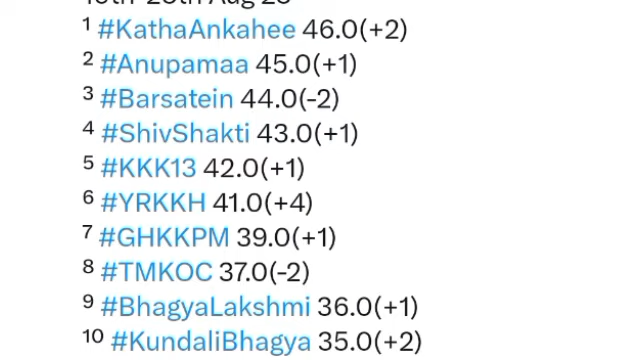 ¹ #KathaAnkahee 46.0(+2)
² #Anupamaa 45.0(+1)
³ #Barsatein 44.0(-2)
⁴ #ShivShakti 43.0(+1)
⁵ #KKK13 42.0(+1)
⁶ #YRKKH 41.0(+4)
⁷ #GHKKPM 39.0(+1)
⁸ #TMKOC 37.0(-2)
⁹ #BhagyaLakshmi 36.0(+1)
¹⁰ #KundaliBhagya 35.0(+2)